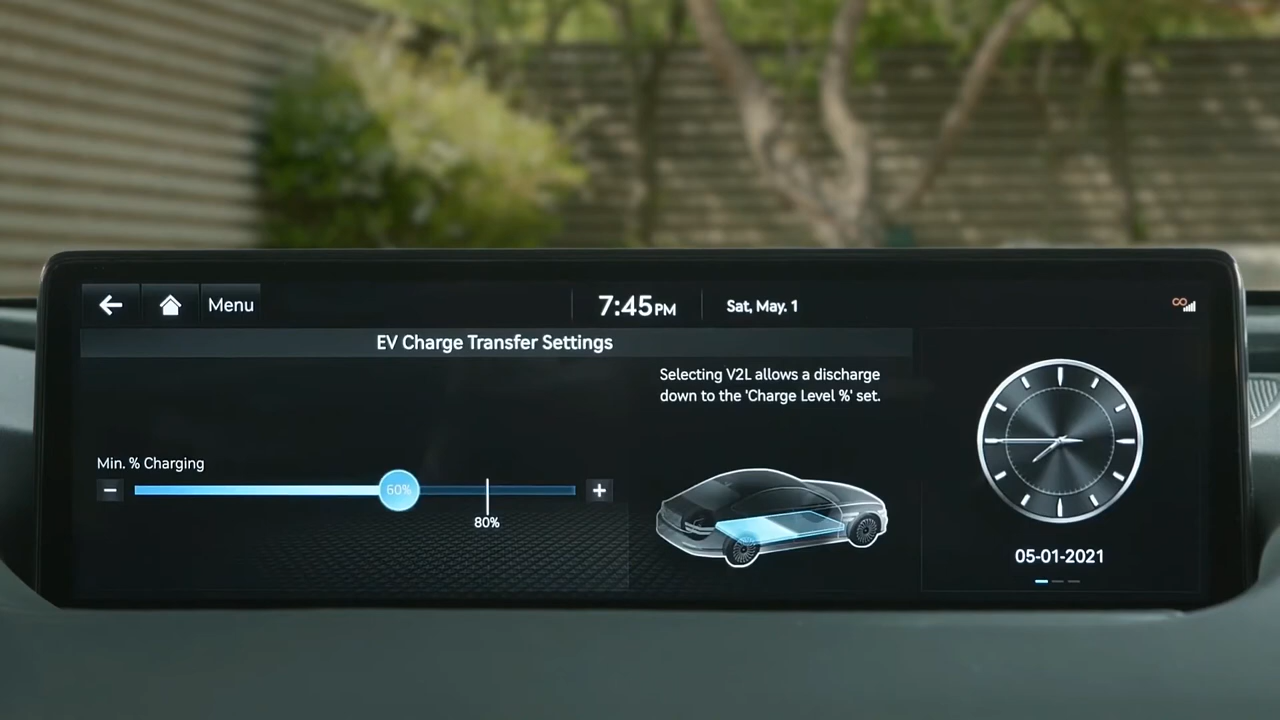 Menu
7:45PM
Sat, May. 1
EV Charge Transfer Settings
Selecting V2L allows a discharge
down to the 'Charge Level %' set.
Min. % Charging
60%
80%
05-01-2021